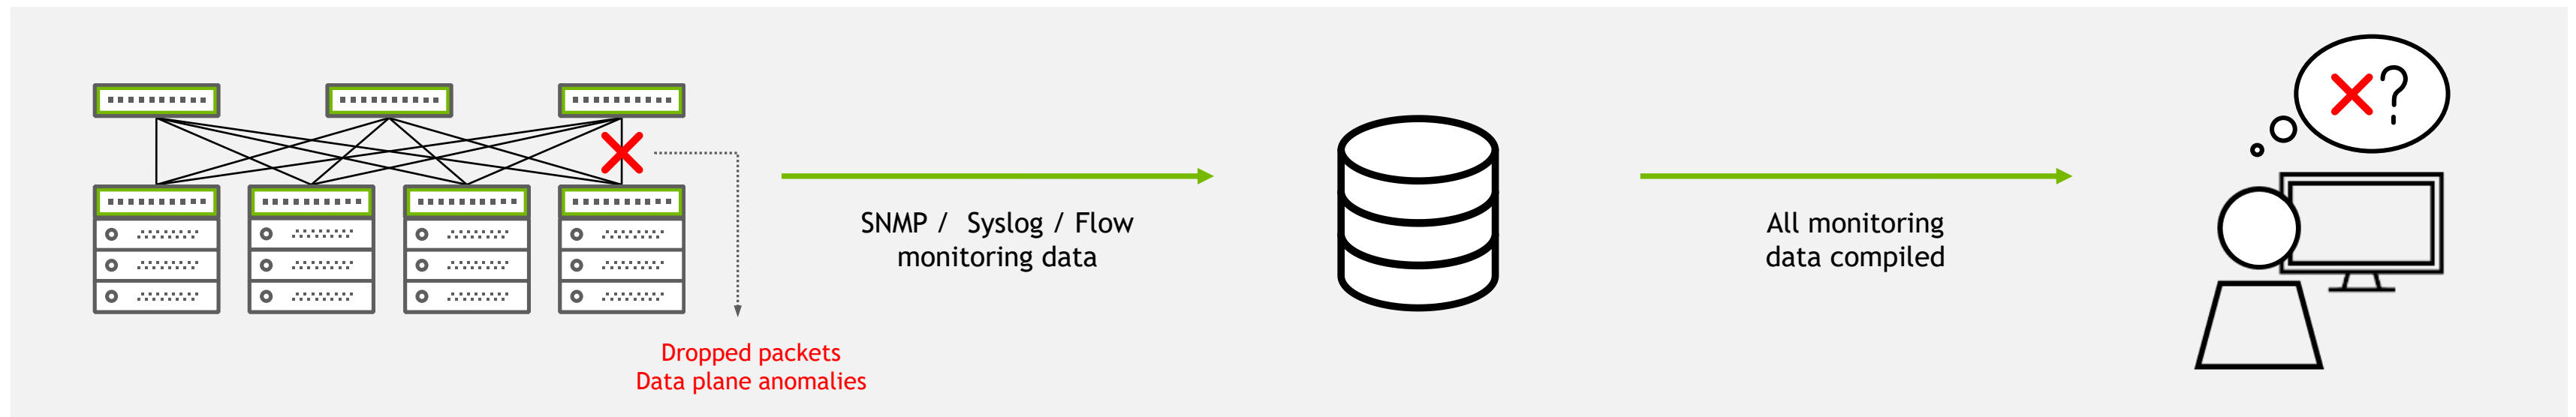 SNMP / Syslog / Flow
monitoring data
All monitoring
data compiled
?
Dropped packets
Data plane anomalies